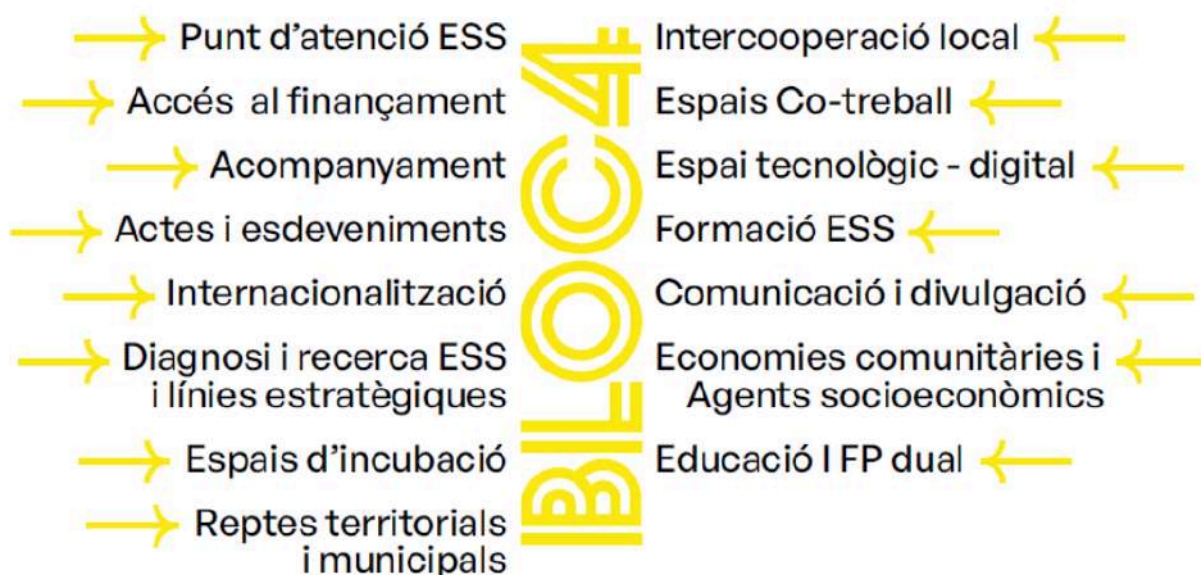 Punt d’atenció ESS
Accés al finançament
Acompanyament
Actes i esdeveniments
Internacionalització
Diagnosi i recerca ESS
i línies estratègiques
Espais d’incubació
Reptes territorials
i municipals
BLOC4
Intercooperació local
Espais Co-treball
Espai tecnològic - digital
Formació ESS
Comunicació i divulgació
Economies comunitàries i
Agents socioeconòmics
Educació I FP dual